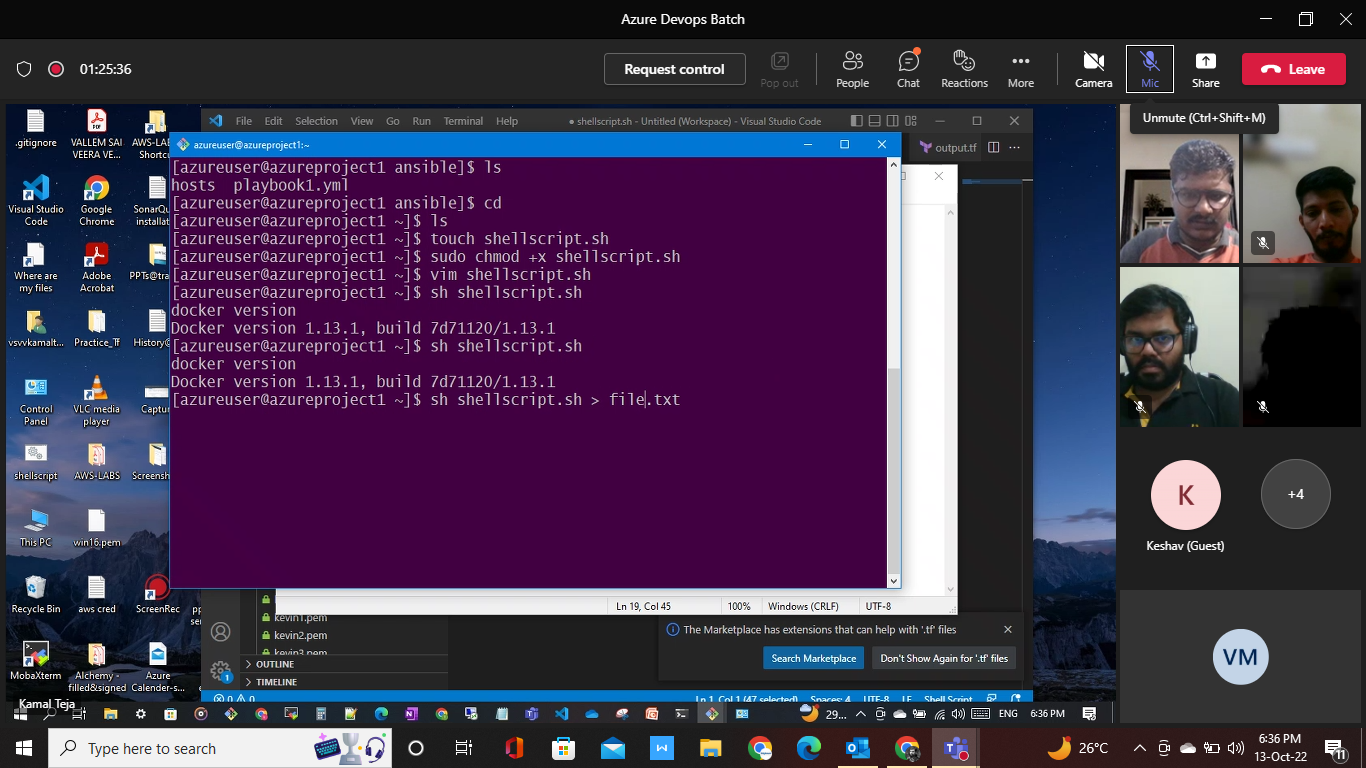 Azure Devops Batch
01:25:36
Request control
Pop out
People
Chat
Reactions
More
Camera
Mic
Share
Leave
Unmute (Ctrl+Shift+M)
File Edit Selection View Go Run Terminal Help
● shellscript.sh - Untitled (Workspace) - Visual Studio Code
output.tf
azureuser@azureproject1:~
[azureuser@azureproject1 ansible]$ ls
hosts  playbook1.yml
[azureuser@azureproject1 ansible]$ cd
[azureuser@azureproject1 ~]$ ls
[azureuser@azureproject1 ~]$ touch shellscript.sh
[azureuser@azureproject1 ~]$ sudo chmod +x shellscript.sh
[azureuser@azureproject1 ~]$ vim shellscript.sh
[azureuser@azureproject1 ~]$ sh shellscript.sh
docker version
Docker version 1.13.1, build 7d71120/1.13.1
[azureuser@azureproject1 ~]$ sh shellscript.sh
docker version
Docker version 1.13.1, build 7d71120/1.13.1
[azureuser@azureproject1 ~]$ sh shellscript.sh > file.txt
.gitignore
VALLEM SAI
VEERA VE...
AWS-LAB
Shortcu
Visual Studio
Code
Google
Chrome
SonarQu
installat
Where are
my files
Adobe
Acrobat
PPTs@tra
vsvvkamalt...
Practice_Tf
History@
Control
Panel
VLC media
player
Captur
shellscript
AWS-LABS
Screensh
This PC
win16.pem
Recycle Bin
aws cred
ScreenRec
MobaXterm
Alchemy -
filled&signed
Azure
Calender-s...
Kamal Teja
Ln 19, Col 45
100%
Windows (CRLF)
UTF-8
kevin1.pem
kevin2.pem
kevin3.pem
OUTLINE
TIMELINE
1
The Marketplace has extensions that can help with '.tf' files
Search Marketplace
Don't Show Again for '.tf' files
0 0
Ln 1, Col 1 (47 selected) Spaces: 4 UTF-8 LF Shell Script
29...
ENG
6:36 PM
K
Keshav (Guest)
+4
VM
Type here to search
26°C
6:36 PM
13-Oct-22
11